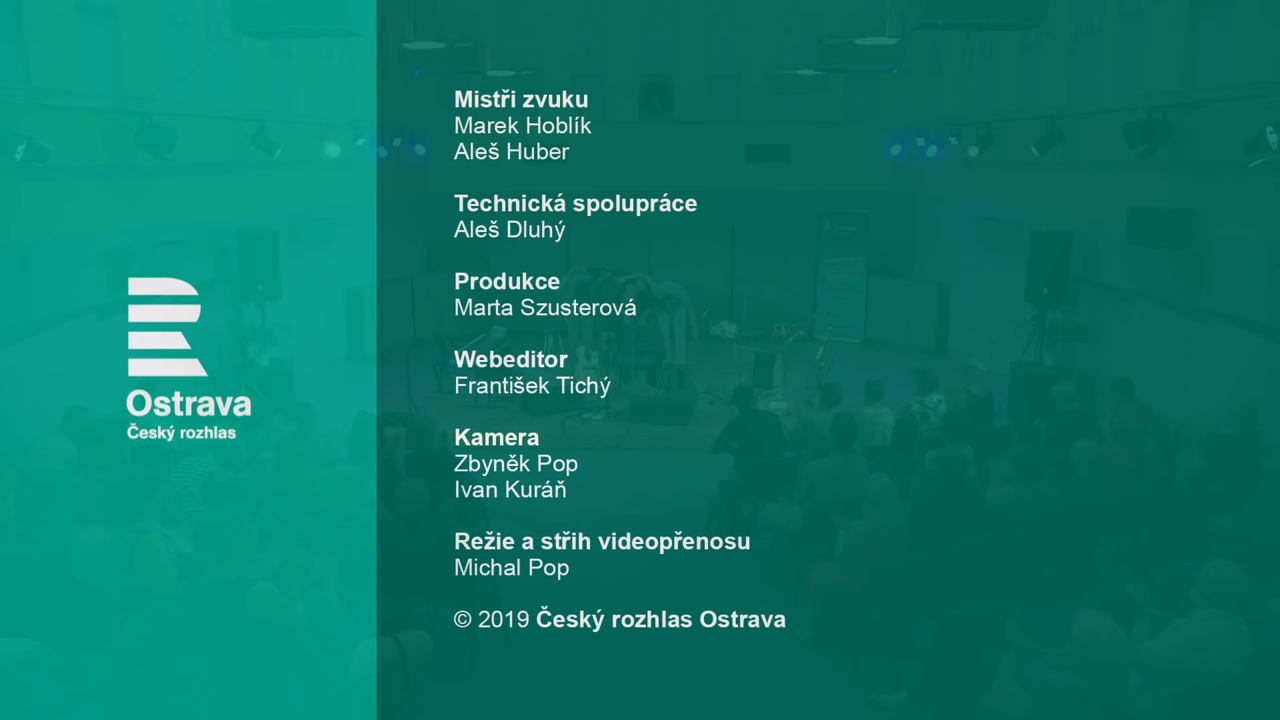 Ostrava
Český rozhlas
Mistři zvuku
Marek Hoblík
Aleš Huber
Technická spolupráce
Aleš Dluhý
Produkce
Marta Szusterová
Webeditor
František Tichý
Kamera
Zbyněk Pop
Ivan Kuráň
Režie a střih videopřenosu
Michal Pop
© 2019 Český rozhlas Ostrava